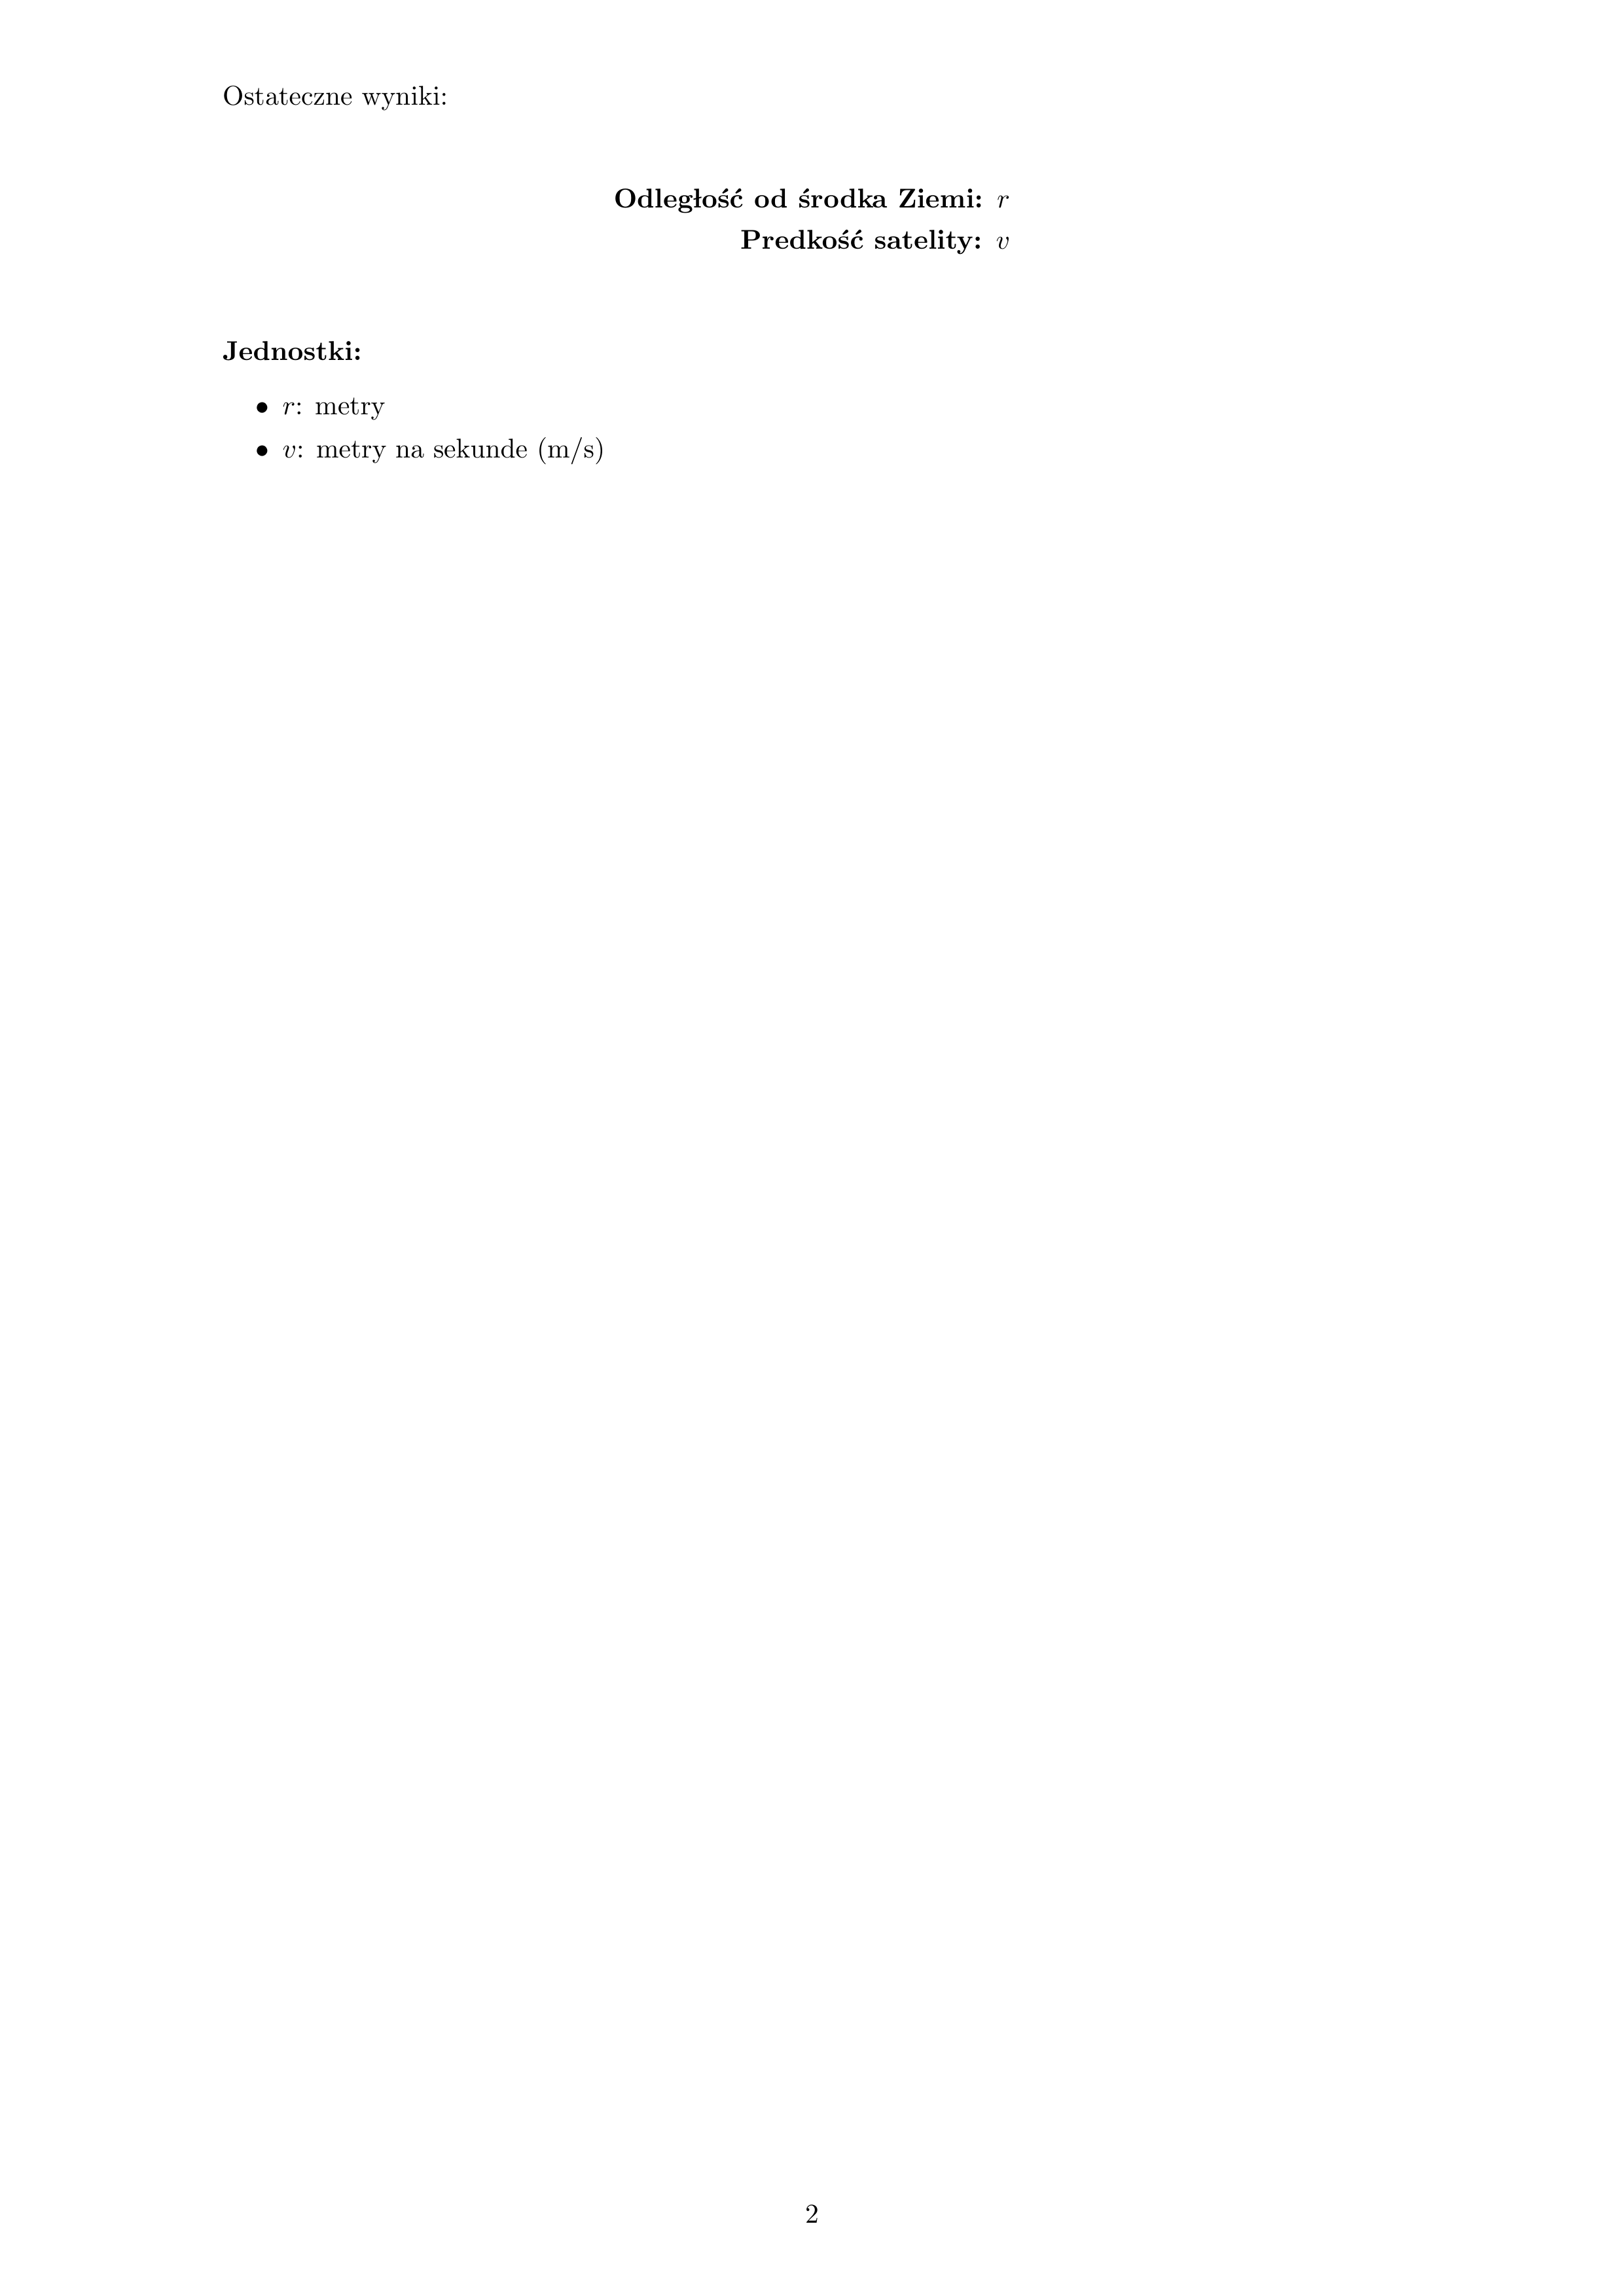 Ostateczne wyniki:
Odległość od środka Ziemi: r
Predkość satelity: v
Jednostki:
• r: metry
• v: metry na sekunde (m/s)
2